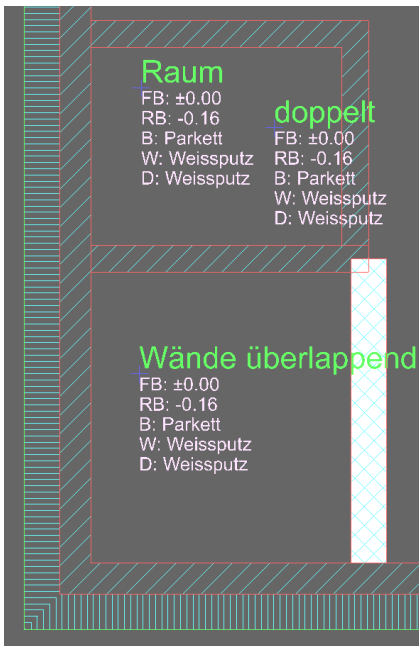 Raum
FB: ±0.00
RB: -0.16
B: Parkett
W: Weissputz
D: Weissputz
doppelt
FB: ±0.00
RB: -0.16
B: Parkett
W: Weissputz
D: Weissputz
Wände überlappend
FB: ±0.00
RB: -0.16
B: Parkett
W: Weissputz
D: Weissputz